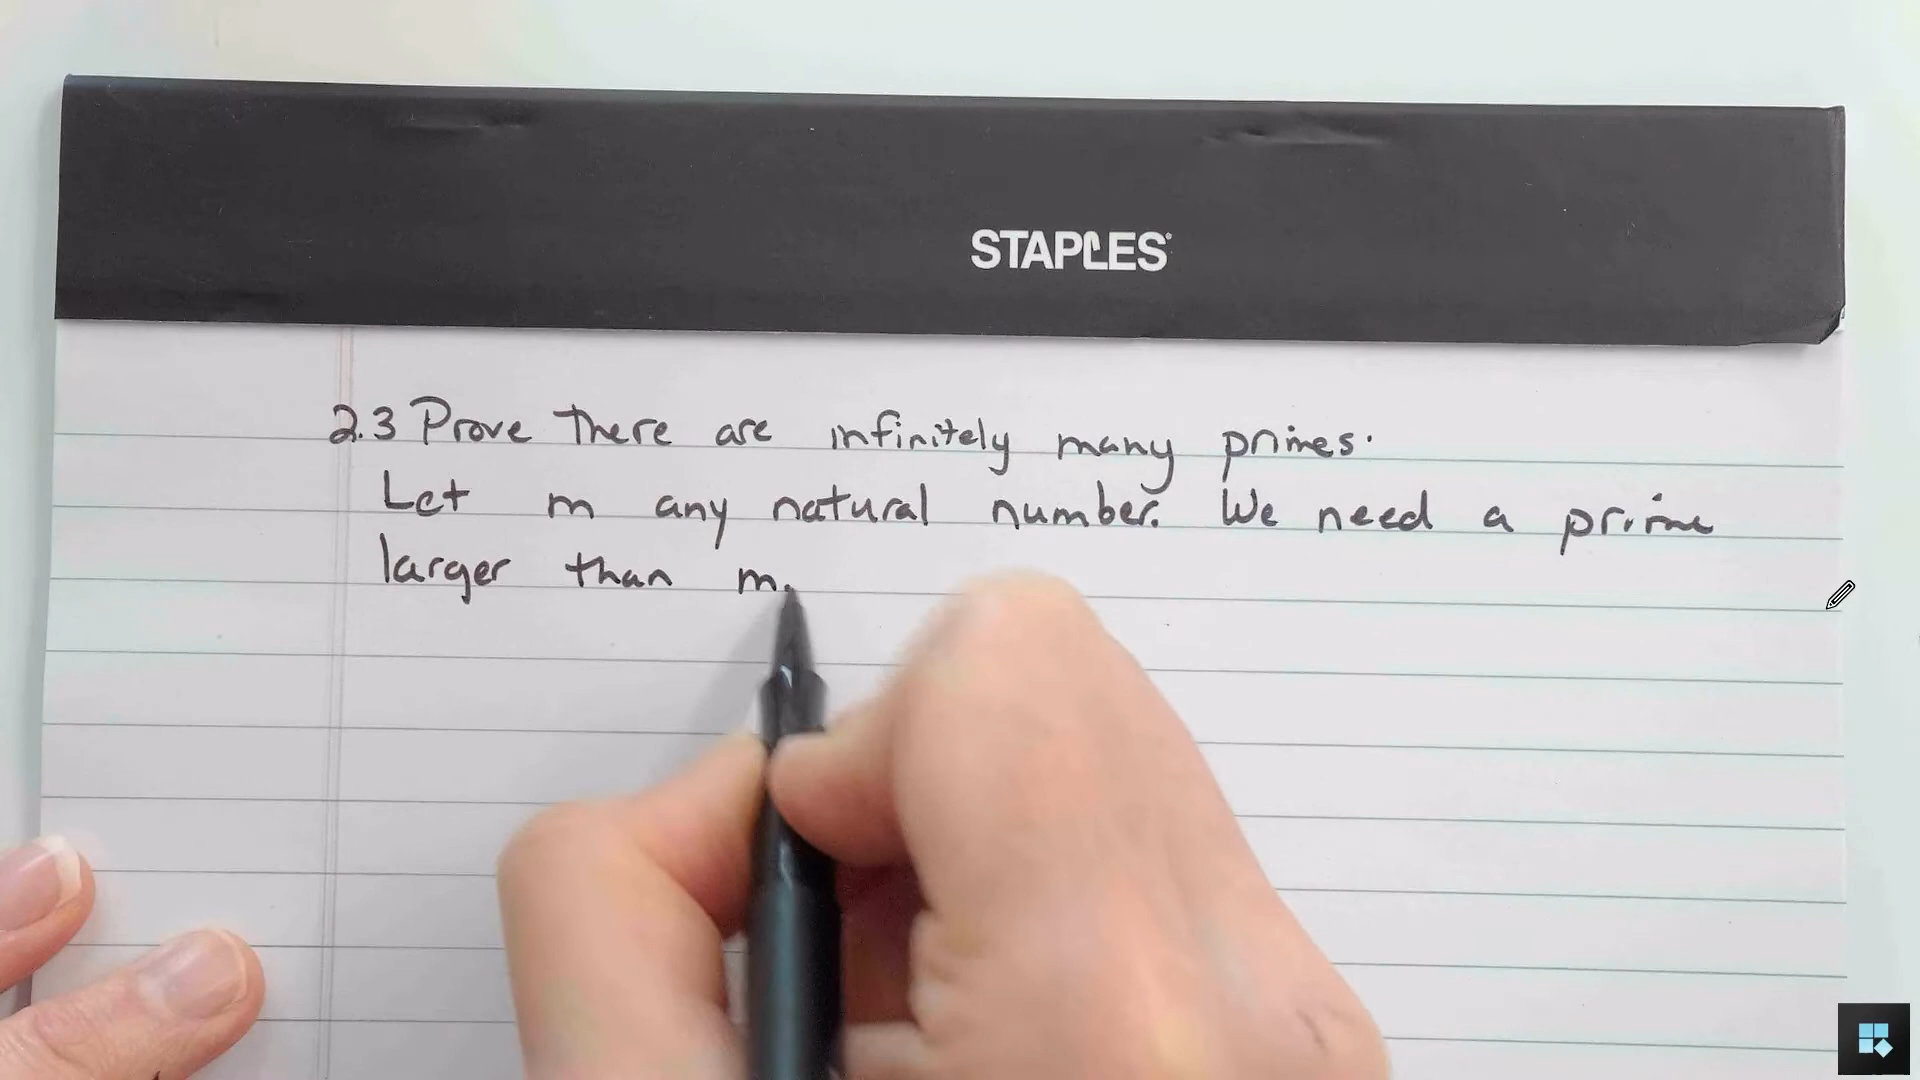 STAPLES
2.3 Prove there are infinitely many primes.
Let m any natural number. We need a prime
larger than m.